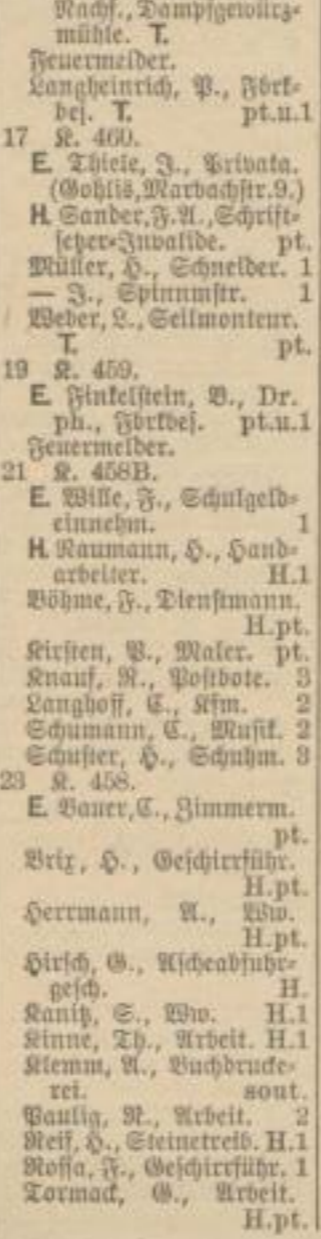 Nachf., Dampfgewürz-
mühle. T.
Feuermelder.
Langheinrich, P., Fbrk-
bes. T. pt.u.1
17 K. 460.
E. Thiele, J., Privata.
(Gohlis, Marbachstr. 9.)
H. Sander, F. A., Schrift-
setzer-Invalide. pt.
Müller, H., Schneider. 1
— J., Spinnmstr. 1
Weber, L., Seilmonteur.
T. pt.
19 K. 459.
E. Finkelstein, B., Dr.
ph., Fbrkbes. pt.u.1
Feuermelder.
21 K. 458B.
E. Wille, F., Schulgeld-
einnehm. 1
H. Naumann, H., Hand-
arbeiter. H.1
Böhme, F., Dienstmann.
H.pt.
Kirsten, P., Maler. pt.
Knauf, R., Postbote. 3
Langhoff, C., Kfm. 2
Schumann, C., Musik. 2
Schuster, H., Schuhm. 3
23 K. 458.
E. Bauer, C., Zimmerm.
pt.
Brix, H., Geschirrführ.
H.pt.
Herrmann, A., Ww.
H.pt.
Hirsch, G., Ascheabfuhr-
gesch. H.
Kanitz, S., Ww. H.1
Kinne, Th., Arbeit. H.1
Klemm, A., Buchdrucke-
rei. sout.
Paulig, R., Arbeit. 2
Reif, H., Steinetreib. H.1
Rossa, F., Geschirrführ. 1
Tormack, G., Arbeit.
H.pt.